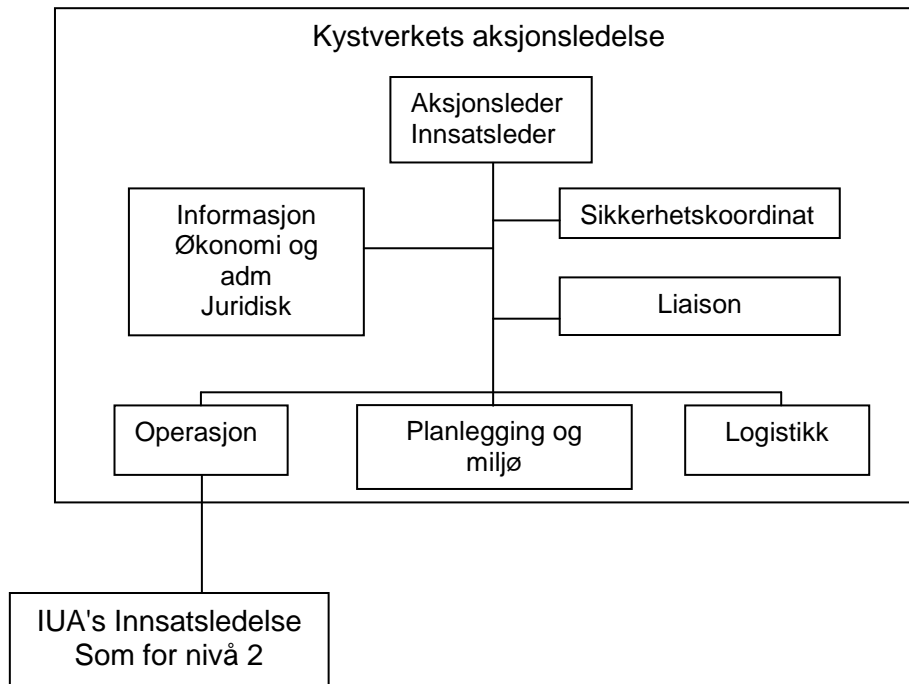 Kystverkets aksjonsledelse
Aksjonsleder
Innsatsleder
Informasjon
Økonomi og
adm
Juridisk
Sikkerhetskoordinat
Liaison
Operasjon
Planlegging og
miljø
Logistikk
IUA's Innsatsledelse
Som for nivå 2